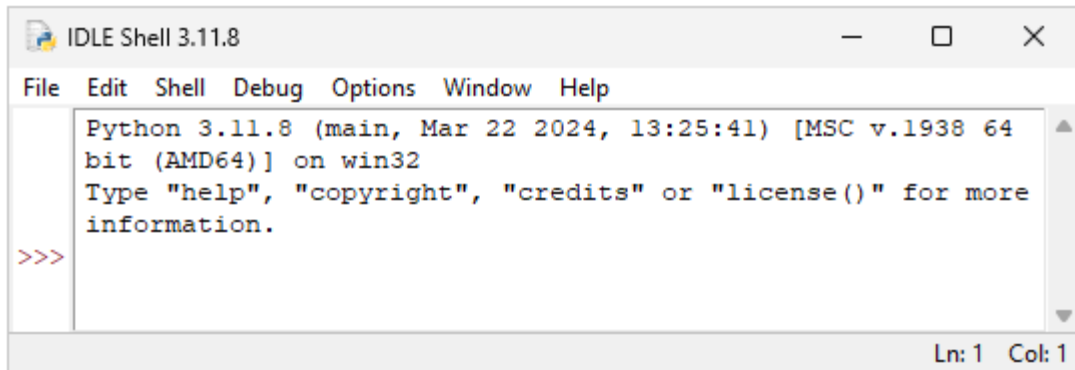 IDLE Shell 3.11.8
File Edit Shell Debug Options Window Help
Python 3.11.8 (main, Mar 22 2024, 13:25:41) [MSC v.1938 64
bit (AMD64)] on win32
Type "help", "copyright", "credits" or "license()" for more
information.
>>>
Ln: 1 Col: 1